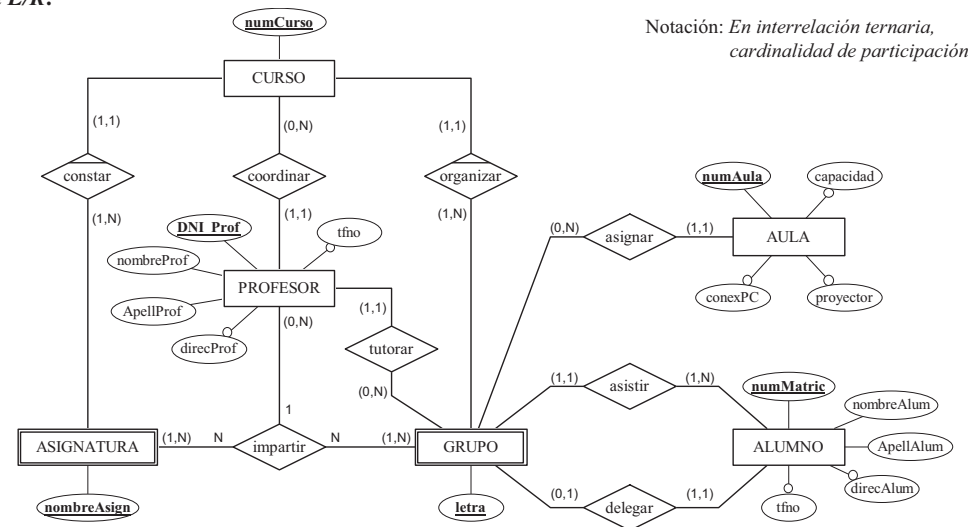 a E/R:
numCurso
Notación: En interrelación ternaria,
cardinalidad de participación
CURSO
(1,1)
(0,N)
(1,1)
constar
coordinar
organizar
numAula
capacidad
(1,N)
(1,1)
(1,N)
DNI_Prof
tfno
(0,N)
asignar
(1,1)
AULA
nombreProf
PROFESOR
conexPC
proyector
ApellProf
(0,N)
(1,1)
direcProf
tutorar
(1,1)
asistir
(1,N)
numMatric
(0,N)
nombreAlum
1
ASIGNATURA
(1,N)
N
impartir
N
(1,N)
GRUPO
ALUMNO
ApellAlum
direcAlum
nombreAsign
letra
(0,1)
delegar
(1,1)
tfno